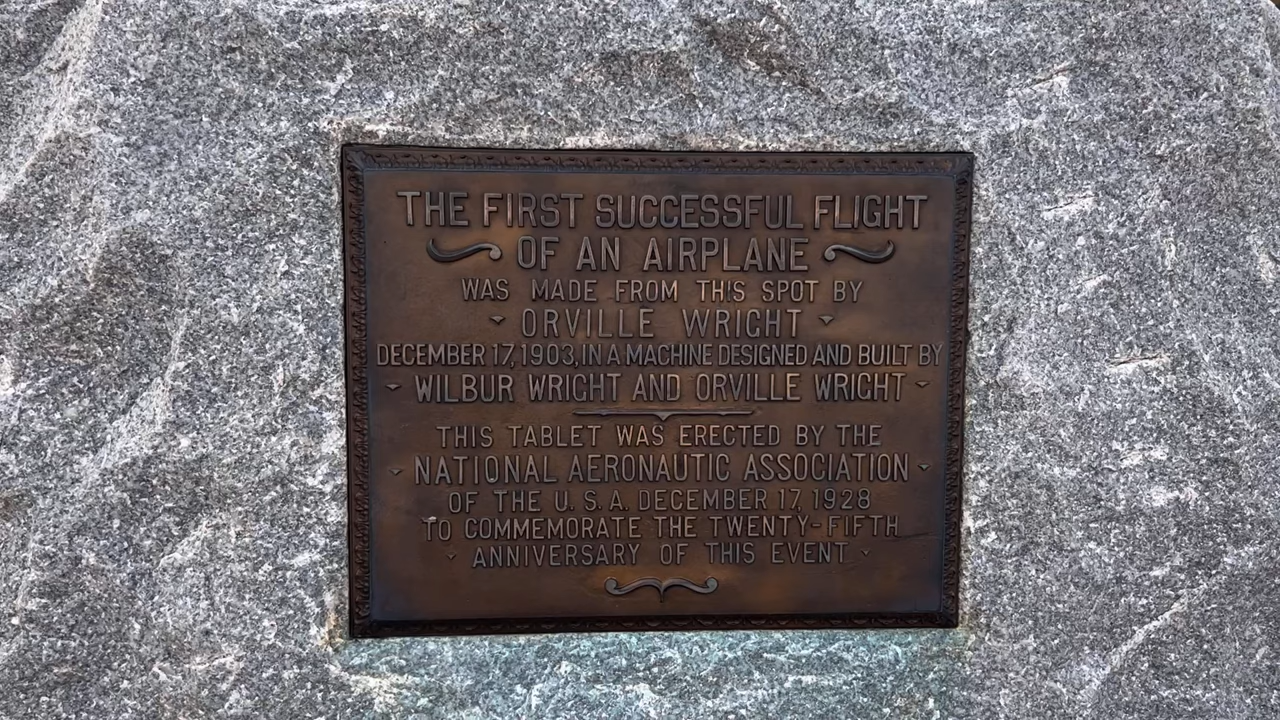 THE FIRST SUCCESSFUL FLIGHT
OF AN AIRPLANE
WAS MADE FROM THIS SPOT BY
ORVILLE WRIGHT
DECEMBER 17, 1903, IN A MACHINE DESIGNED AND BUILT BY
WILBUR WRIGHT AND ORVILLE WRIGHT
THIS TABLET WAS ERECTED BY THE
NATIONAL AERONAUTIC ASSOCIATION
OF THE U. S. A. DECEMBER 17, 1928
TO COMMEMORATE THE TWENTY-FIFTH
ANNIVERSARY OF THIS EVENT